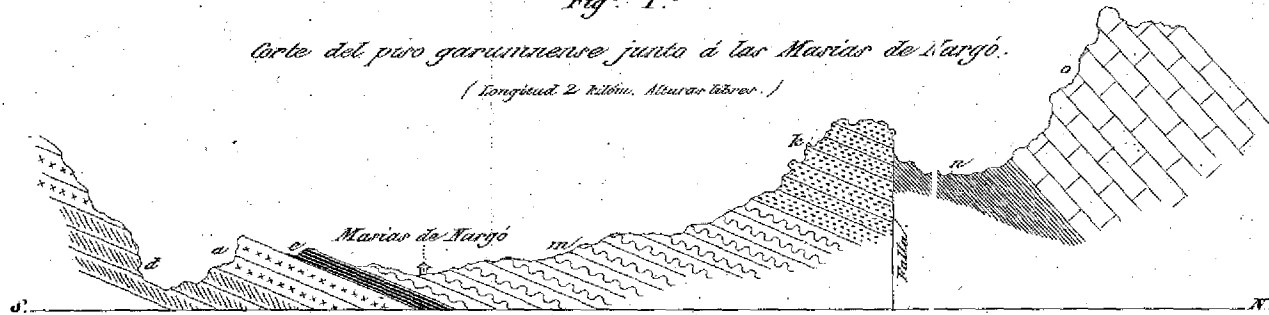 Fig. 1.ª
Corte del piso garumnense junto á las Masias de Nargó.
(Longitud 2 kilóm. Alturas libres.)
o
k
n
Masias de Nargó
a
c
m
d
Falla
S.
N.